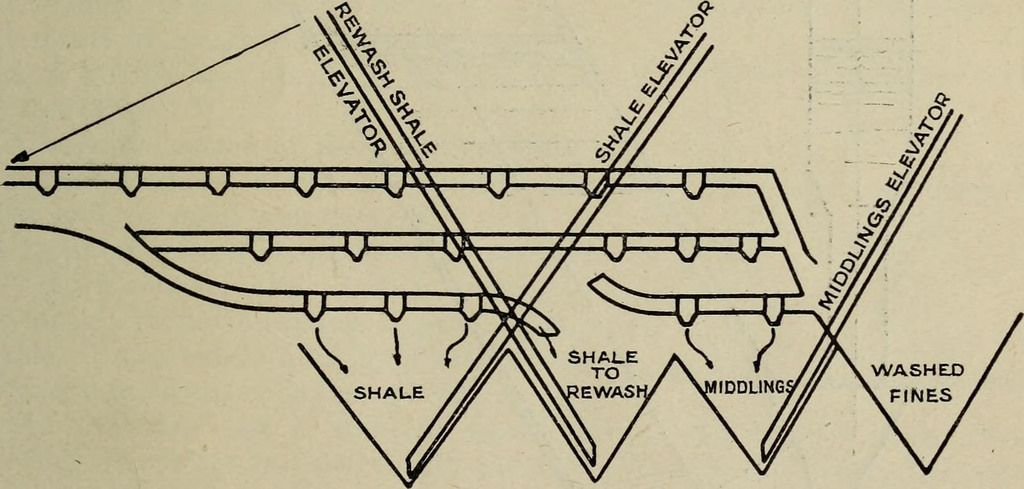 REWASH SHALE
ELEVATOR
SHALE ELEVATOR
MIDDLINGS ELEVATOR
SHALE
SHALE
TO
REWASH
MIDDLINGS
WASHED
FINES